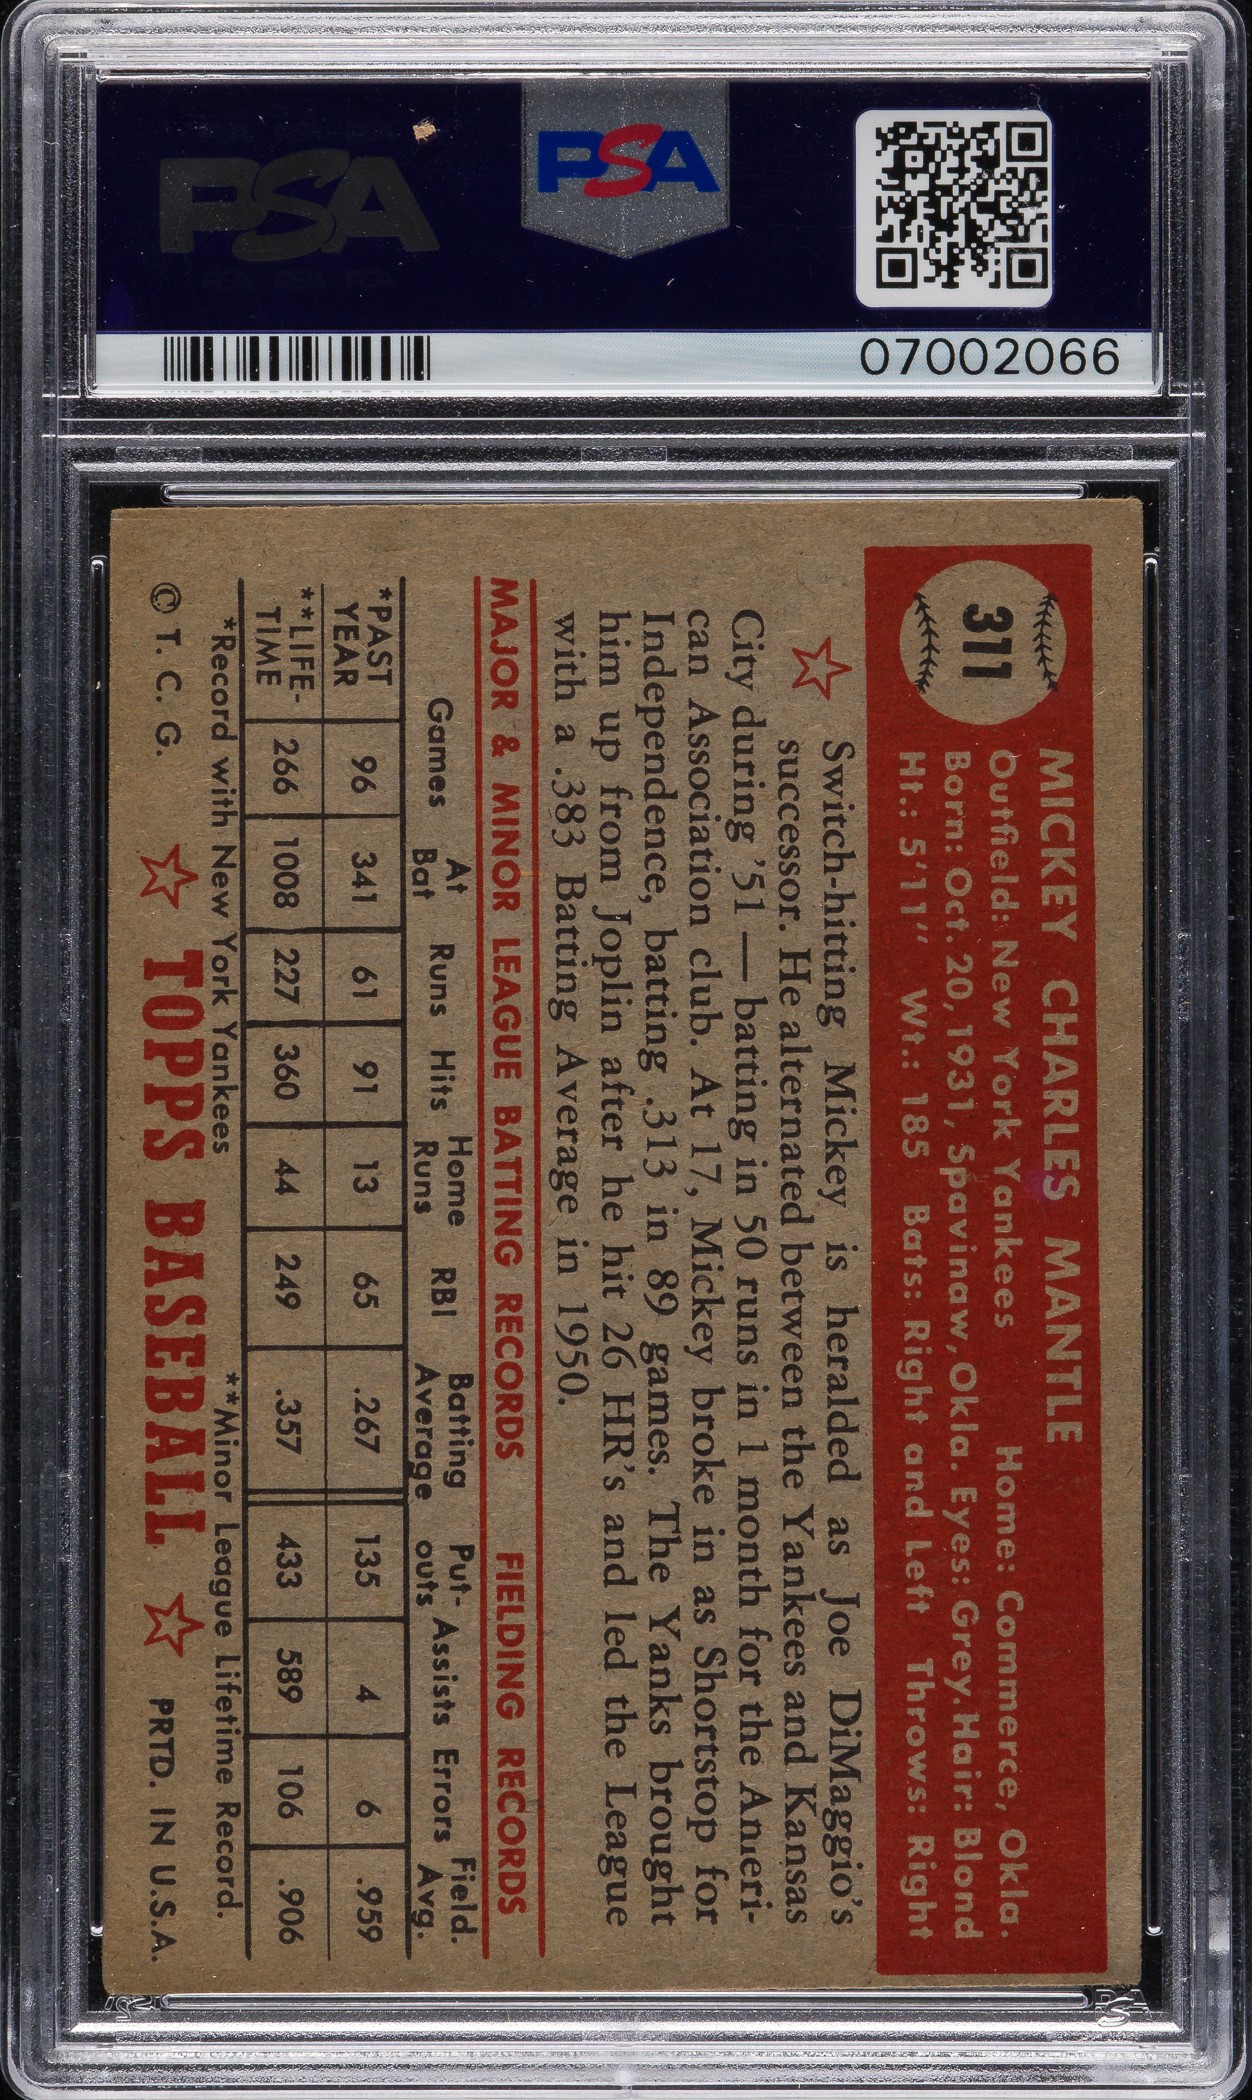 PSA
PSA
07002066
311
MICKEY CHARLES MANTLE
Outfield: New York Yankees Home: Commerce, Okla.
Born: Oct. 20, 1931, Spavinaw, Okla. Eyes: Grey. Hair: Blond
Ht.: 5'11" Wt.: 185 Bats: Right and Left Throws: Right
Switch-hitting Mickey is heralded as Joe DiMaggio's
successor. He alternated between the Yankees and Kansas
City during '51 — batting in 50 runs in 1 month for the Ameri-
can Association club. At 17, Mickey broke in as Shortstop for
Independence, batting .313 in 89 games. The Yanks brought
him up from Joplin after he hit 26 HR's and led the League
with a .383 Batting Average in 1950.
MAJOR & MINOR LEAGUE BATTING RECORDS FIELDING RECORDS
Games At Bat Runs Hits Home Runs RBI Batting Average Put-outs Assists Errors Field. Avg.
*PAST YEAR 96 341 61 91 13 65 .267 135 4 6 .959
**LIFE-TIME 266 1008 227 360 44 249 .357 433 589 106 .906
*Record with New York Yankees **Minor League Lifetime Record.
© T. C. G. TOPPS BASEBALL PRTD. IN U.S.A.